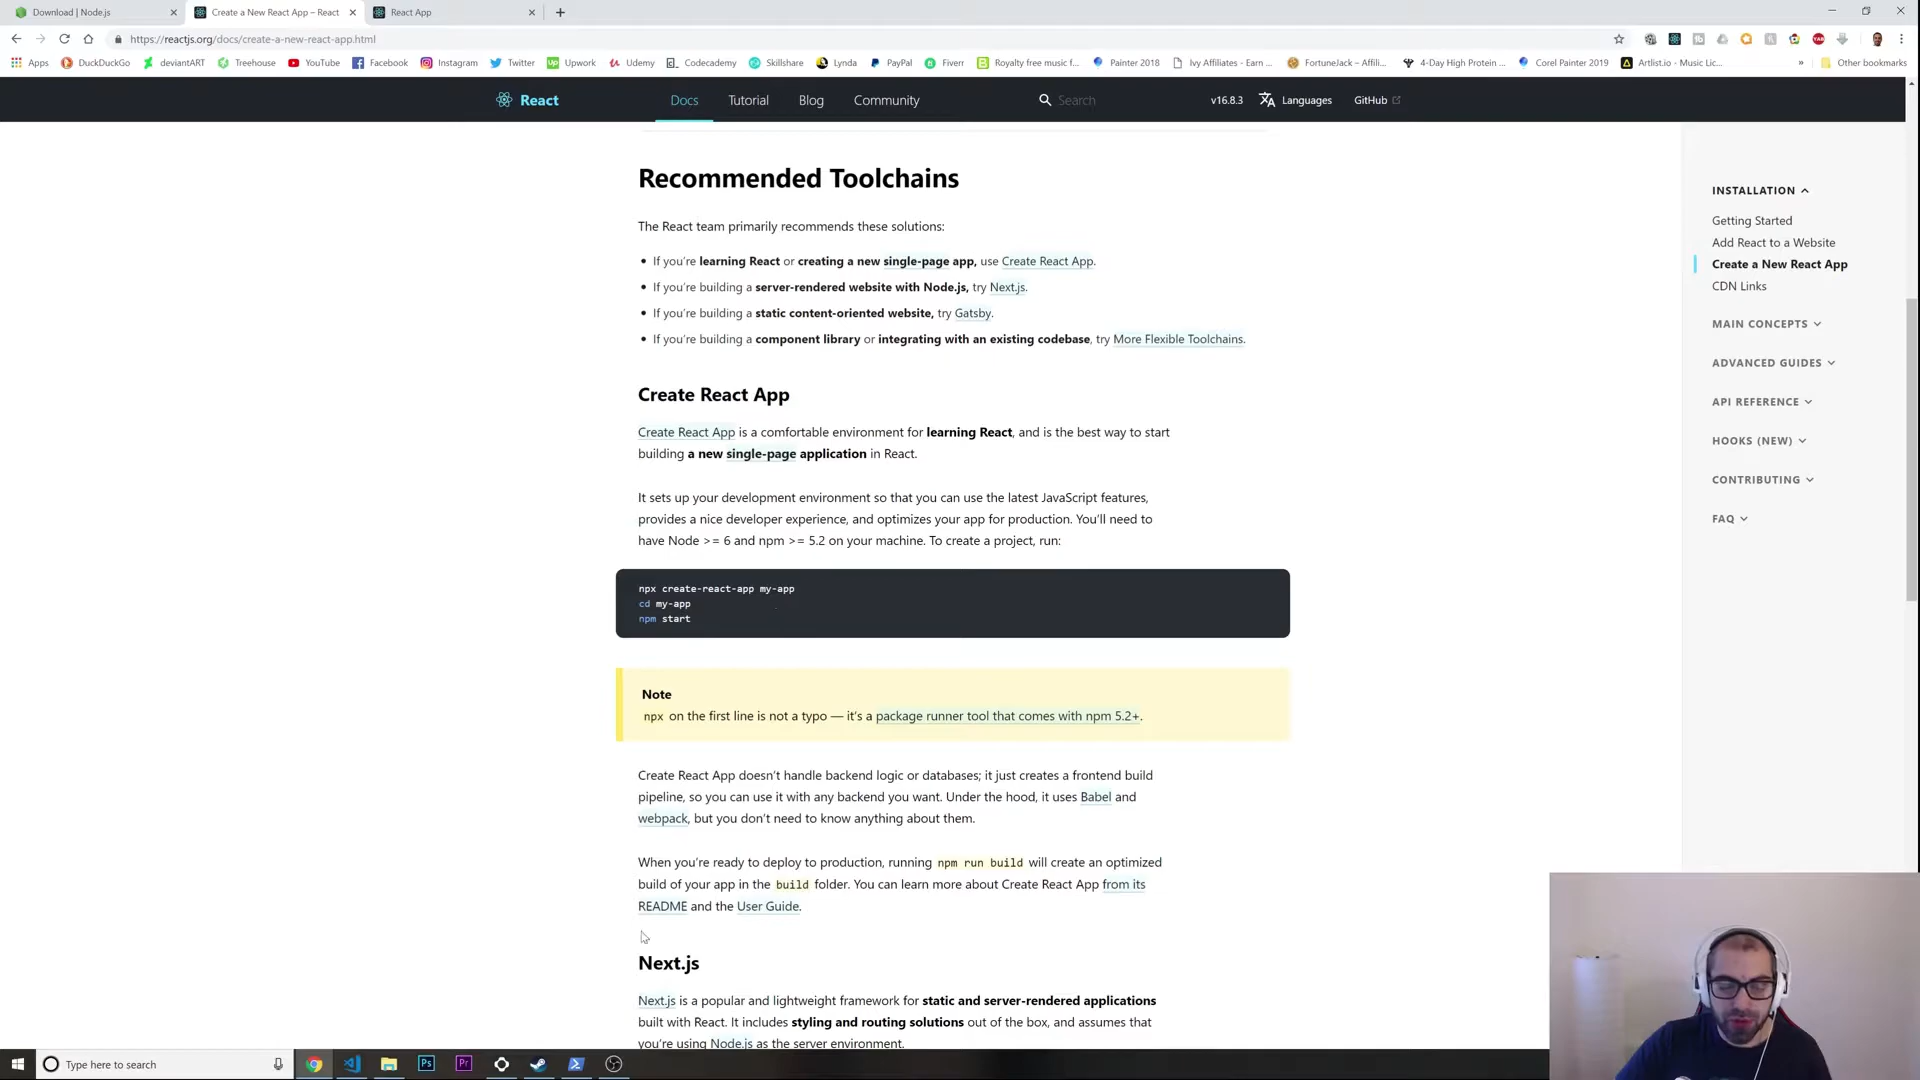 Download | Node.js
Create a New React App – React
React App
https://reactjs.org/docs/create-a-new-react-app.html
Apps DuckDuckGo deviantART Treehouse YouTube Facebook Instagram Twitter Upwork Udemy Codecademy Skillshare Lynda PayPal Fiverr Royalty free music f... Painter 2018 Ivy Affiliates - Earn ... FortuneJack – Affili... 4-Day High Protein ... Corel Painter 2019 Artlist.io - Music Lic... » Other bookmarks
React Docs Tutorial Blog Community Search v16.8.3 Languages GitHub
Recommended Toolchains
The React team primarily recommends these solutions:
• If you’re learning React or creating a new single-page app, use Create React App.
• If you’re building a server-rendered website with Node.js, try Next.js.
• If you’re building a static content-oriented website, try Gatsby.
• If you’re building a component library or integrating with an existing codebase, try More Flexible Toolchains.
Create React App
Create React App is a comfortable environment for learning React, and is the best way to start
building a new single-page application in React.
It sets up your development environment so that you can use the latest JavaScript features,
provides a nice developer experience, and optimizes your app for production. You’ll need to
have Node >= 6 and npm >= 5.2 on your machine. To create a project, run:
npx create-react-app my-app
cd my-app
npm start
Note
npx on the first line is not a typo — it’s a package runner tool that comes with npm 5.2+.
Create React App doesn’t handle backend logic or databases; it just creates a frontend build
pipeline, so you can use it with any backend you want. Under the hood, it uses Babel and
webpack, but you don’t need to know anything about them.
When you’re ready to deploy to production, running npm run build will create an optimized
build of your app in the build folder. You can learn more about Create React App from its
README and the User Guide.
Next.js
Next.js is a popular and lightweight framework for static and server-rendered applications
built with React. It includes styling and routing solutions out of the box, and assumes that
you’re using Node.js as the server environment.
INSTALLATION
Getting Started
Add React to a Website
Create a New React App
CDN Links
MAIN CONCEPTS
ADVANCED GUIDES
API REFERENCE
HOOKS (NEW)
CONTRIBUTING
FAQ
Type here to search
Ps
Pr